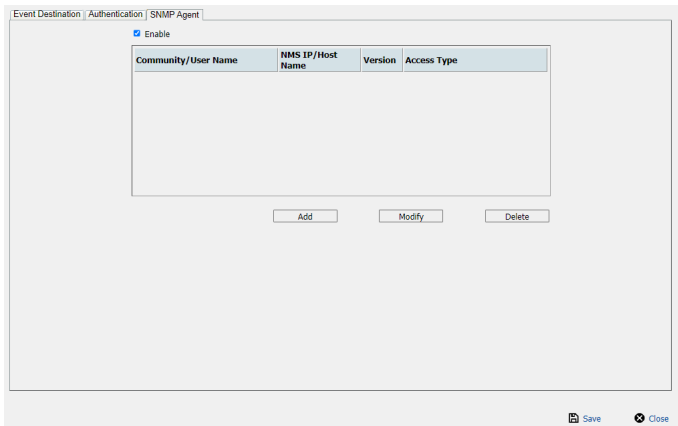 Event Destination Authentication SNMP Agent
Enable
Community/User Name NMS IP/Host Name Version Access Type
Add Modify Delete
Save Close